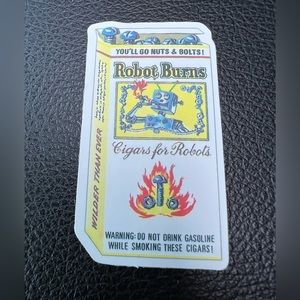 YOU'LL GO NUTS & BOLTS!
Robot Burns
Cigars for Robots.
WILDER THAN EVER
WARNING: DO NOT DRINK GASOLINE
WHILE SMOKING THESE CIGARS!